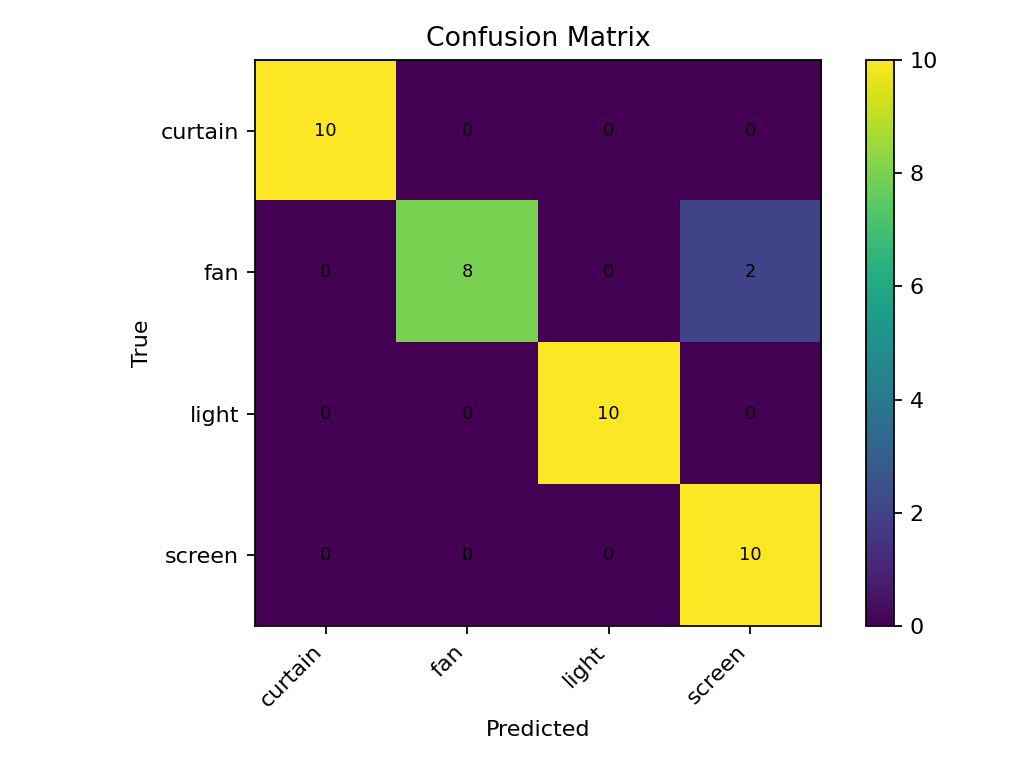 Confusion Matrix
curtain 10 0 0 0
fan 0 8 0 2
light 0 0 10 0
screen 0 0 0 10
True
curtain fan light screen
Predicted
10
8
6
4
2
0